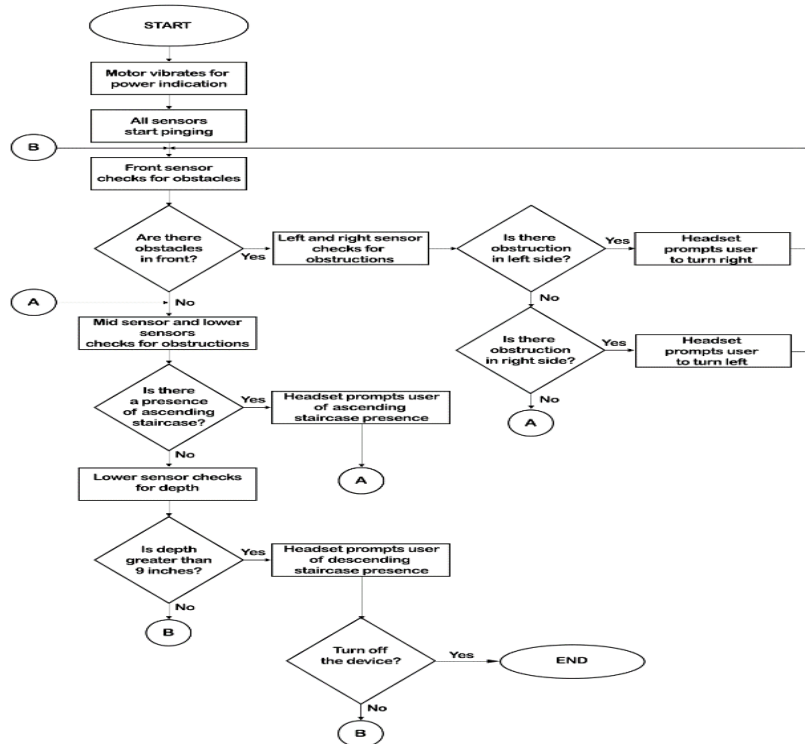 START
Motor vibrates for
power indication
All sensors
start pinging
B
Front sensor
checks for obstacles
Are there
obstacles
in front?
Yes
Left and right sensor
checks for
obstructions
Is there
obstruction
in left side?
Yes
Headset
prompts user
to turn right
No
A
No
Mid sensor and lower
sensors
checks for obstructions
Is there
obstruction
in right side?
Yes
Headset
prompts user
to turn left
No
A
Is there
a presence
of ascending
staircase?
Yes
Headset prompts user
of ascending
staircase presence
A
No
Lower sensor checks
for depth
Is depth
greater than
9 inches?
Yes
Headset prompts user
of descending
staircase presence
No
B
Turn off
the device?
Yes
END
No
B